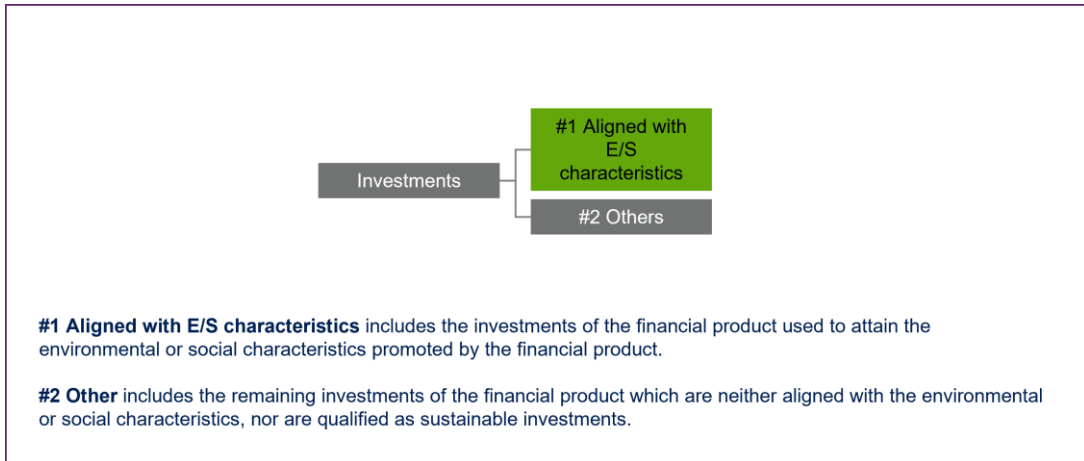 #1 Aligned with
E/S
characteristics
Investments
#2 Others
#1 Aligned with E/S characteristics includes the investments of the financial product used to attain the
environmental or social characteristics promoted by the financial product.
#2 Other includes the remaining investments of the financial product which are neither aligned with the environmental
or social characteristics, nor are qualified as sustainable investments.